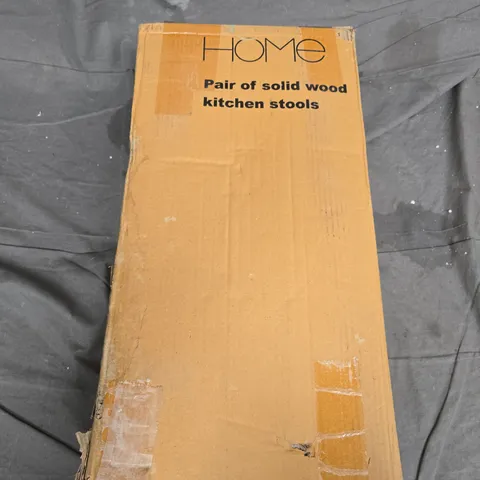 HOME
Pair of solid wood
kitchen stools